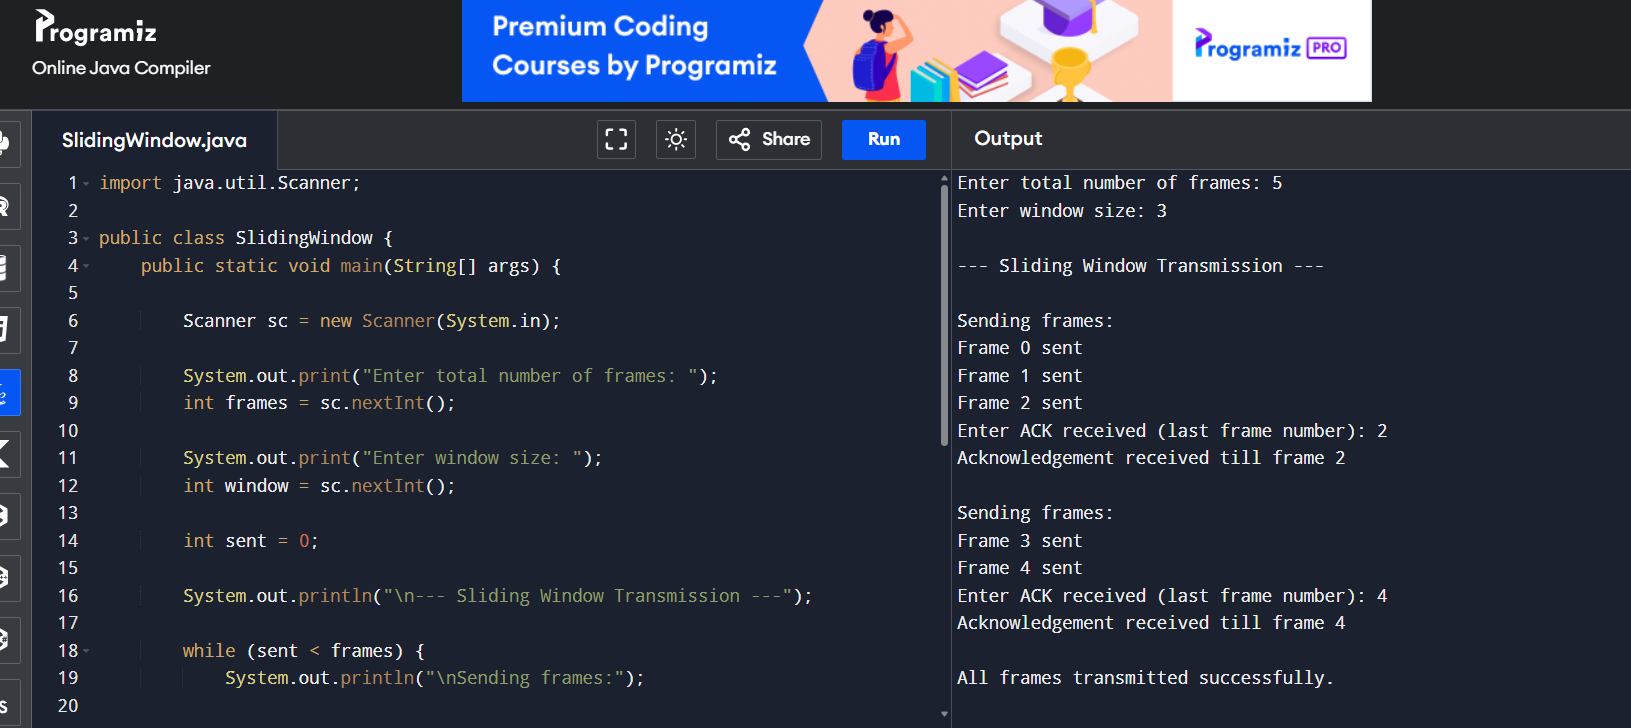 Programiz
Online Java Compiler
Premium Coding
Courses by Programiz
Programiz PRO
SlidingWindow.java
Share
Run
Output
1 import java.util.Scanner;
2
3 public class SlidingWindow {
4     public static void main(String[] args) {
5
6         Scanner sc = new Scanner(System.in);
7
8         System.out.print("Enter total number of frames: ");
9         int frames = sc.nextInt();
10
11         System.out.print("Enter window size: ");
12         int window = sc.nextInt();
13
14         int sent = 0;
15
16         System.out.println("\n--- Sliding Window Transmission ---");
17
18         while (sent < frames) {
19             System.out.println("\nSending frames:");
20
Enter total number of frames: 5
Enter window size: 3
--- Sliding Window Transmission ---
Sending frames:
Frame 0 sent
Frame 1 sent
Frame 2 sent
Enter ACK received (last frame number): 2
Acknowledgement received till frame 2
Sending frames:
Frame 3 sent
Frame 4 sent
Enter ACK received (last frame number): 4
Acknowledgement received till frame 4
All frames transmitted successfully.